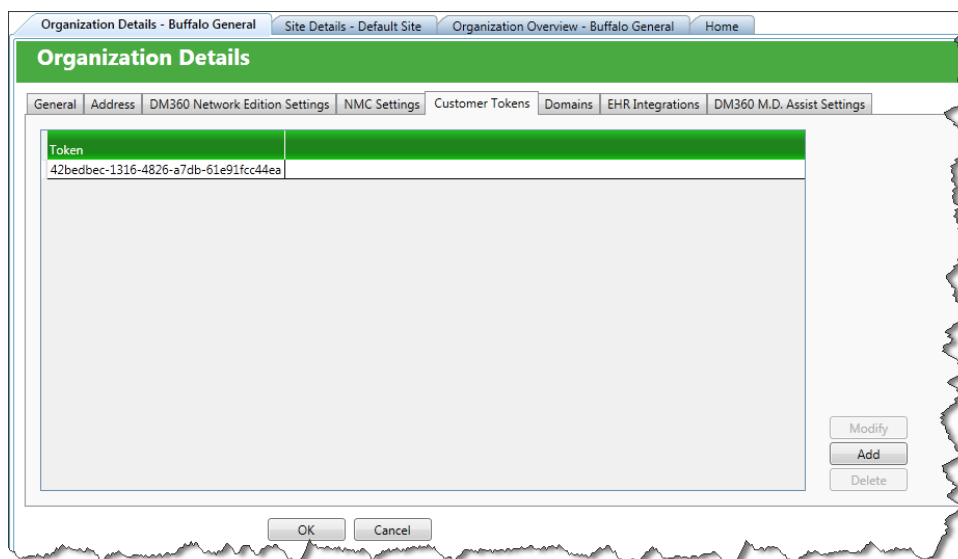 Organization Details - Buffalo General Site Details - Default Site Organization Overview - Buffalo General Home
Organization Details
General Address DM360 Network Edition Settings NMC Settings Customer Tokens Domains EHR Integrations DM360 M.D. Assist Settings
Token
42bedbec-1316-4826-a7db-61e91fcc44ea
Modify
Add
Delete
OK Cancel